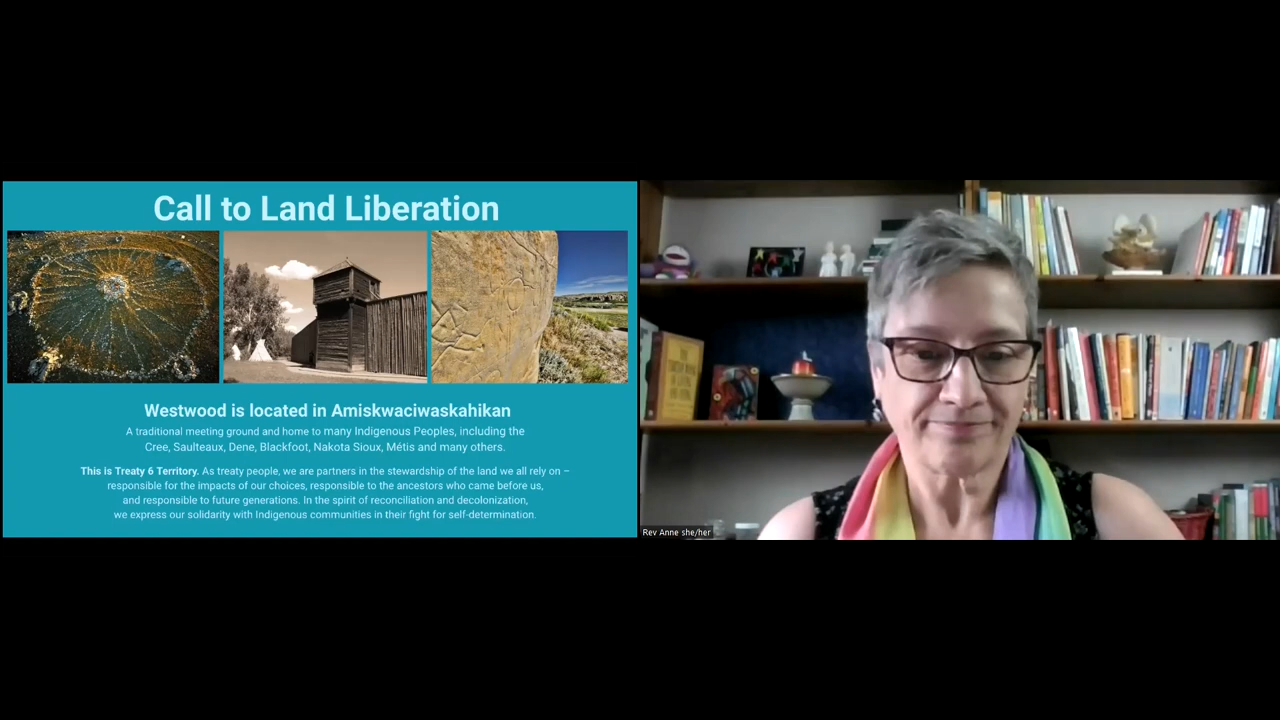 Call to Land Liberation
Westwood is located in Amiskwaciwaskahikan
A traditional meeting ground and home to many Indigenous Peoples, including the
Cree, Saulteaux, Dene, Blackfoot, Nakota Sioux, Métis and many others.
This is Treaty 6 Territory. As treaty people, we are partners in the stewardship of the land we all rely on –
responsible for the impacts of our choices, responsible to the ancestors who came before us,
and responsible to future generations. In the spirit of reconciliation and decolonization,
we express our solidarity with Indigenous communities in their fight for self-determination.
Rev Anne she/her